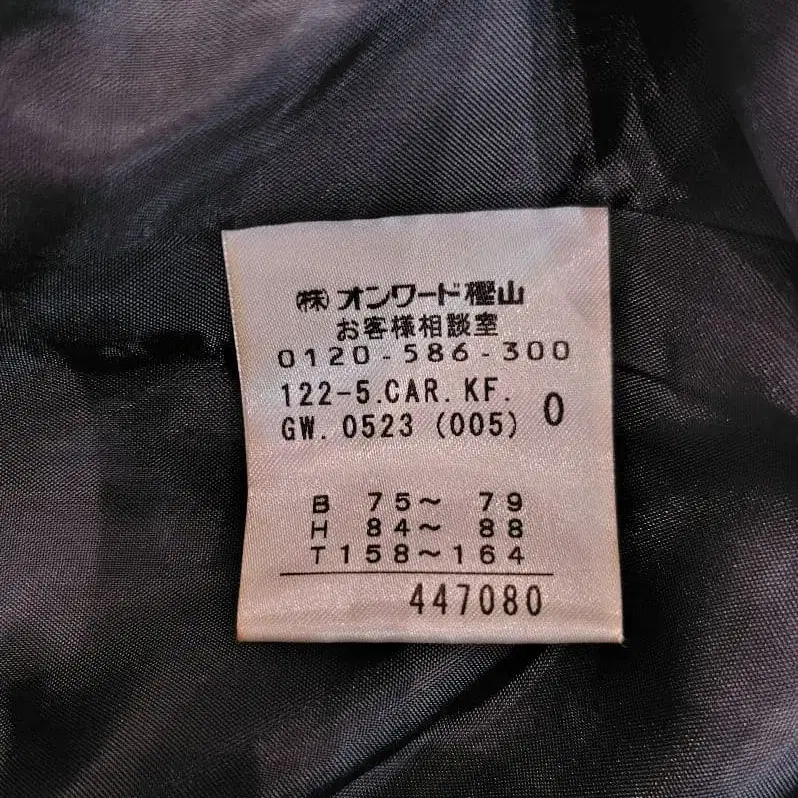 ㈱オンワード樫山
お客様相談室
0120-586-300
122-5.CAR.KF.
GW.0523 (005) 0
B 75～ 79
H 84～ 88
T158～164
447080